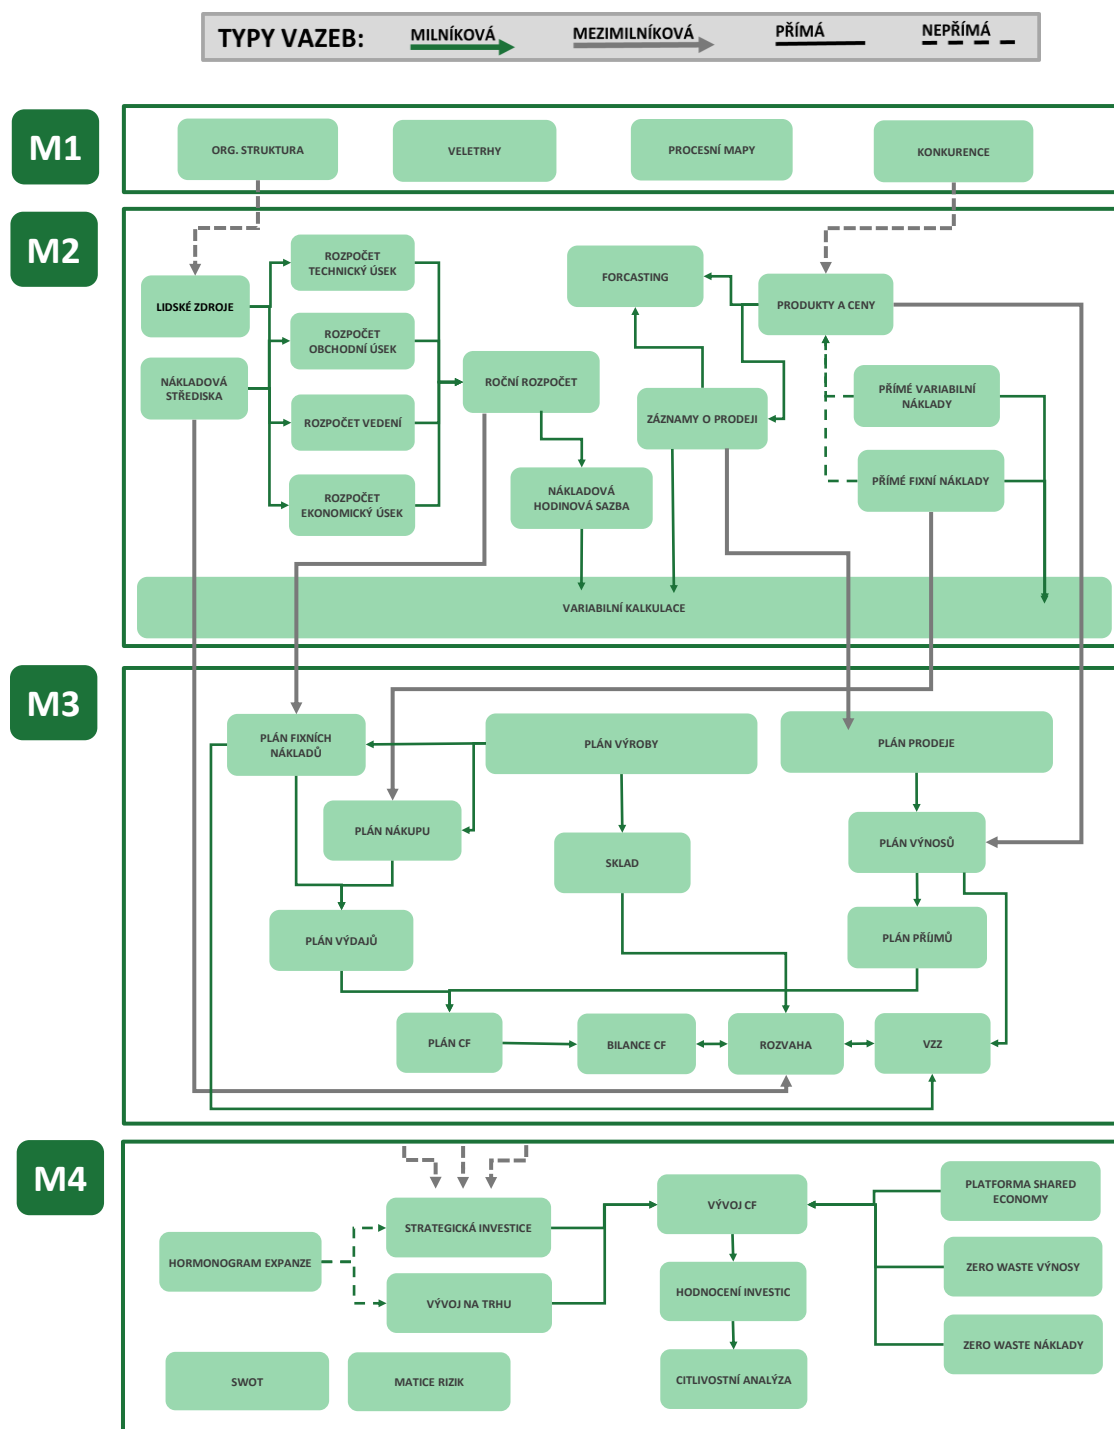 TYPY VAZEB:
MILNÍKOVÁ
MEZIMILNÍKOVÁ
PŘÍMÁ
NEPŘÍMÁ
M1
ORG. STRUKTURA
VELETRHY
PROCESNÍ MAPY
KONKURENCE
M2
ROZPOČET
TECHNICKÝ ÚSEK
FORCASTING
LIDSKÉ ZDROJE
PRODUKTY A CENY
ROZPOČET
OBCHODNÍ ÚSEK
NÁKLADOVÁ
STŘEDISKA
ROČNÍ ROZPOČET
PŘÍMÉ VARIABILNÍ
NÁKLADY
ROZPOČET VEDENÍ
ZÁZNAMY O PRODEJI
PŘÍMÉ FIXNÍ NÁKLADY
NÁKLADOVÁ
HODINOVÁ SAZBA
ROZPOČET
EKONOMICKÝ ÚSEK
VARIABILNÍ KALKULACE
M3
PLÁN FIXNÍCH
NÁKLADŮ
PLÁN VÝROBY
PLÁN PRODEJE
PLÁN NÁKUPU
SKLAD
PLÁN VÝNOSŮ
PLÁN VÝDAJŮ
PLÁN PŘÍJMŮ
PLÁN CF
BILANCE CF
ROZVAHA
VZZ
M4
PLATFORMA SHARED
ECONOMY
STRATEGICKÁ INVESTICE
VÝVOJ CF
HORMONOGRAM EXPANZE
ZERO WASTE VÝNOSY
VÝVOJ NA TRHU
HODNOCENÍ INVESTIC
ZERO WASTE NÁKLADY
SWOT
MATICE RIZIK
CITLIVOSTNÍ ANALÝZA